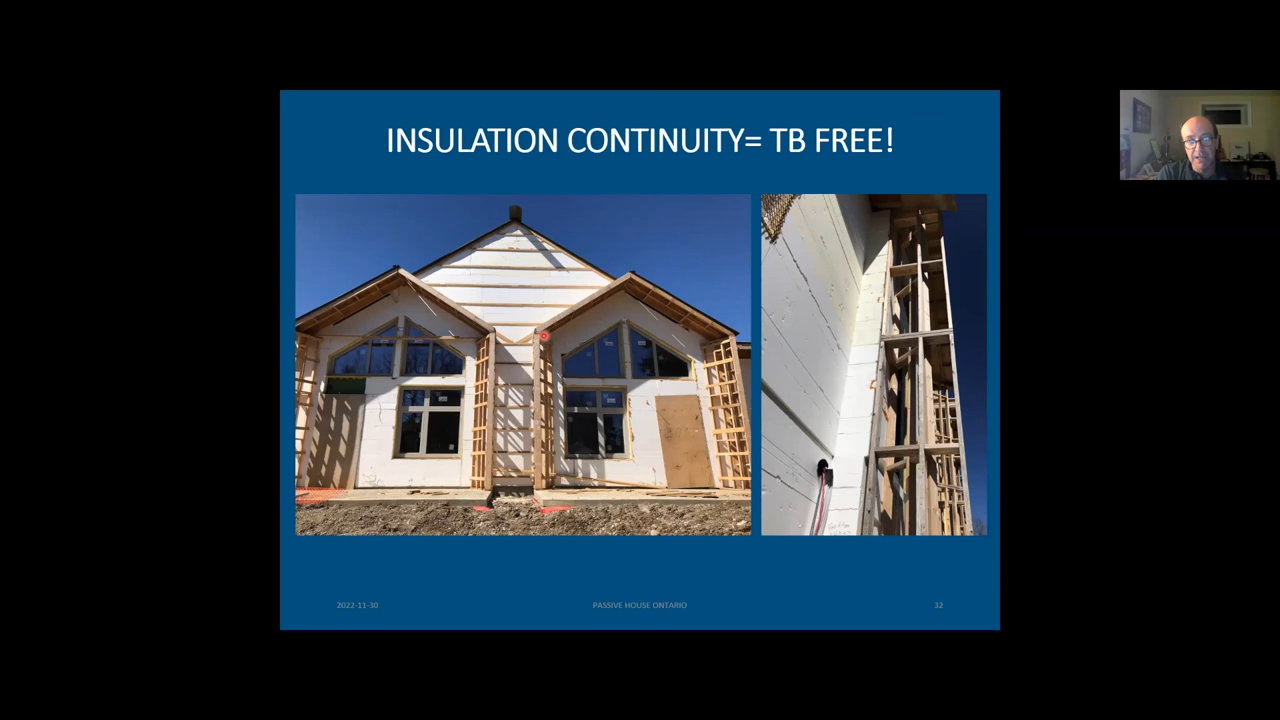 INSULATION CONTINUITY= TB FREE!
2022-11-30
PASSIVE HOUSE ONTARIO
32